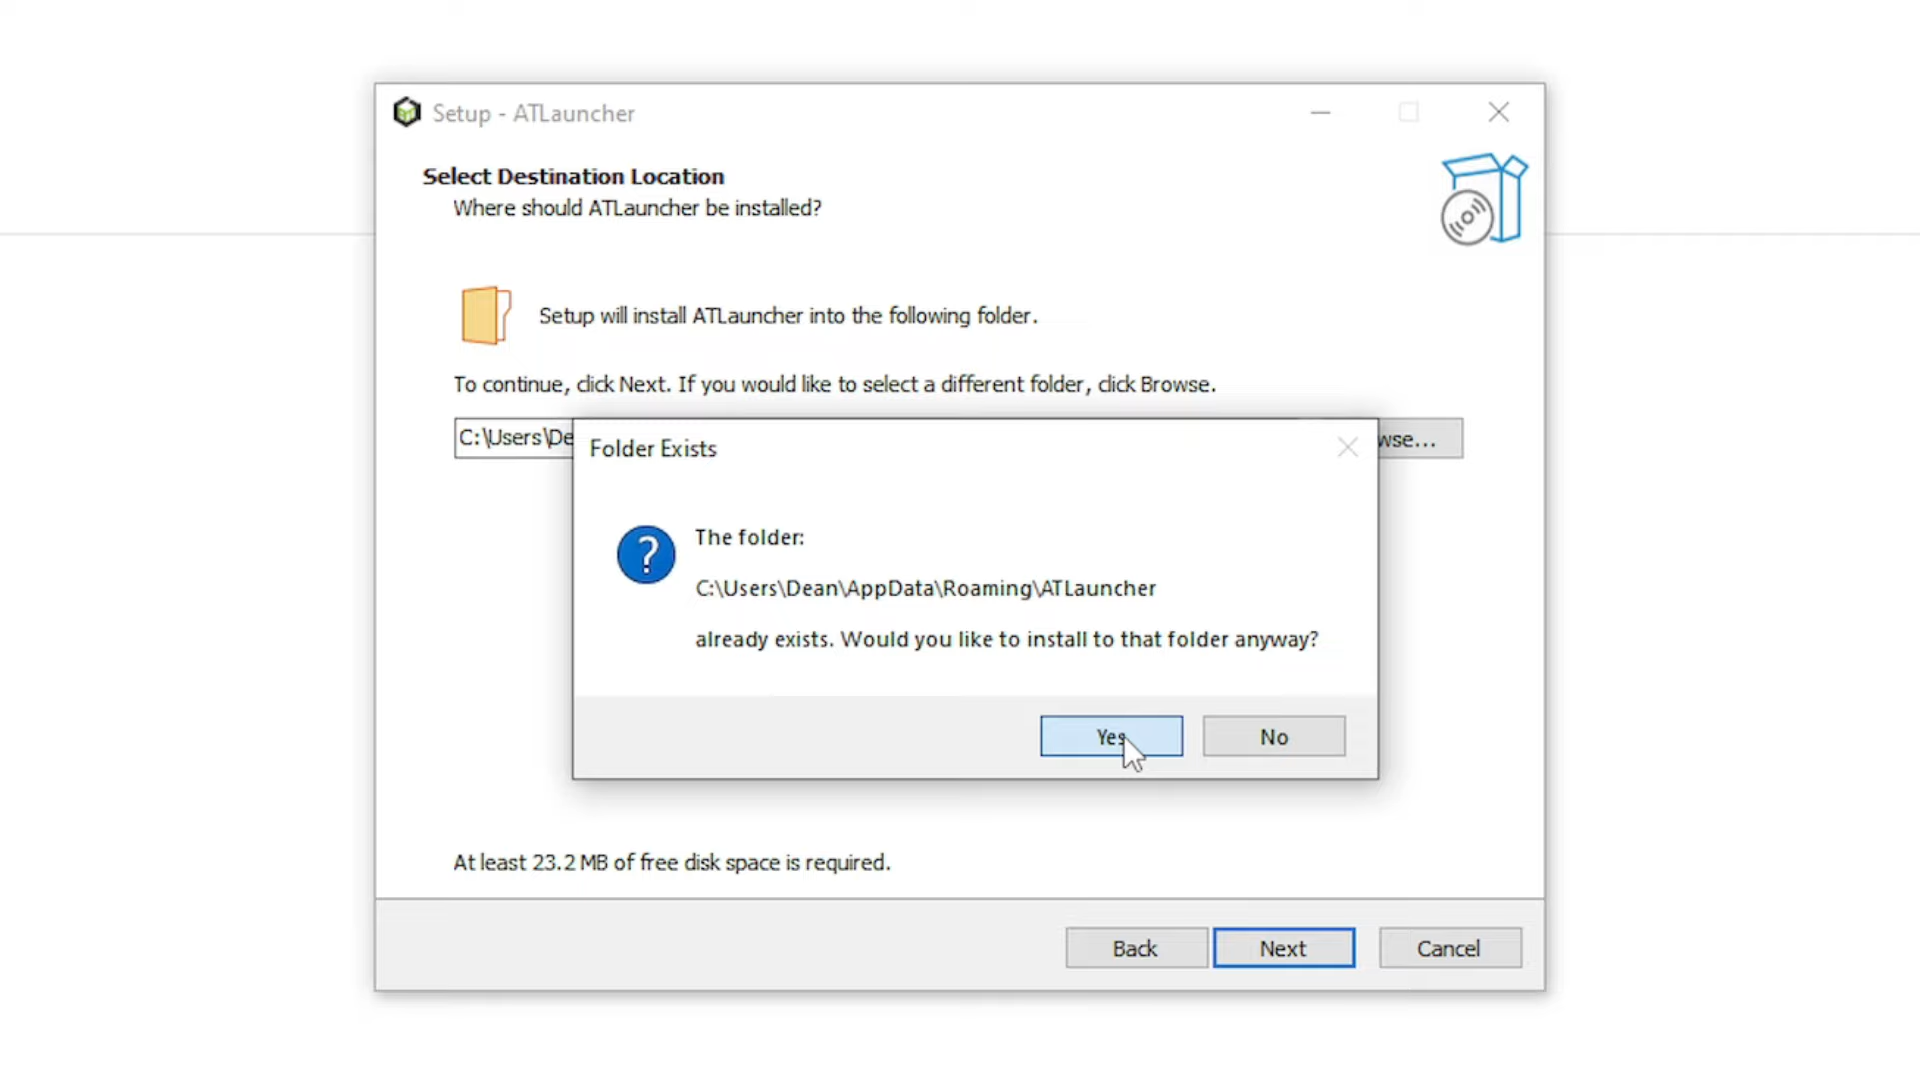 Setup - ATLauncher
Select Destination Location
Where should ATLauncher be installed?
Setup will install ATLauncher into the following folder.
To continue, click Next. If you would like to select a different folder, click Browse.
C:\Users\De
wse...
Folder Exists
?
The folder:
C:\Users\Dean\AppData\Roaming\ATLauncher
already exists. Would you like to install to that folder anyway?
Yes
No
At least 23.2 MB of free disk space is required.
Back
Next
Cancel